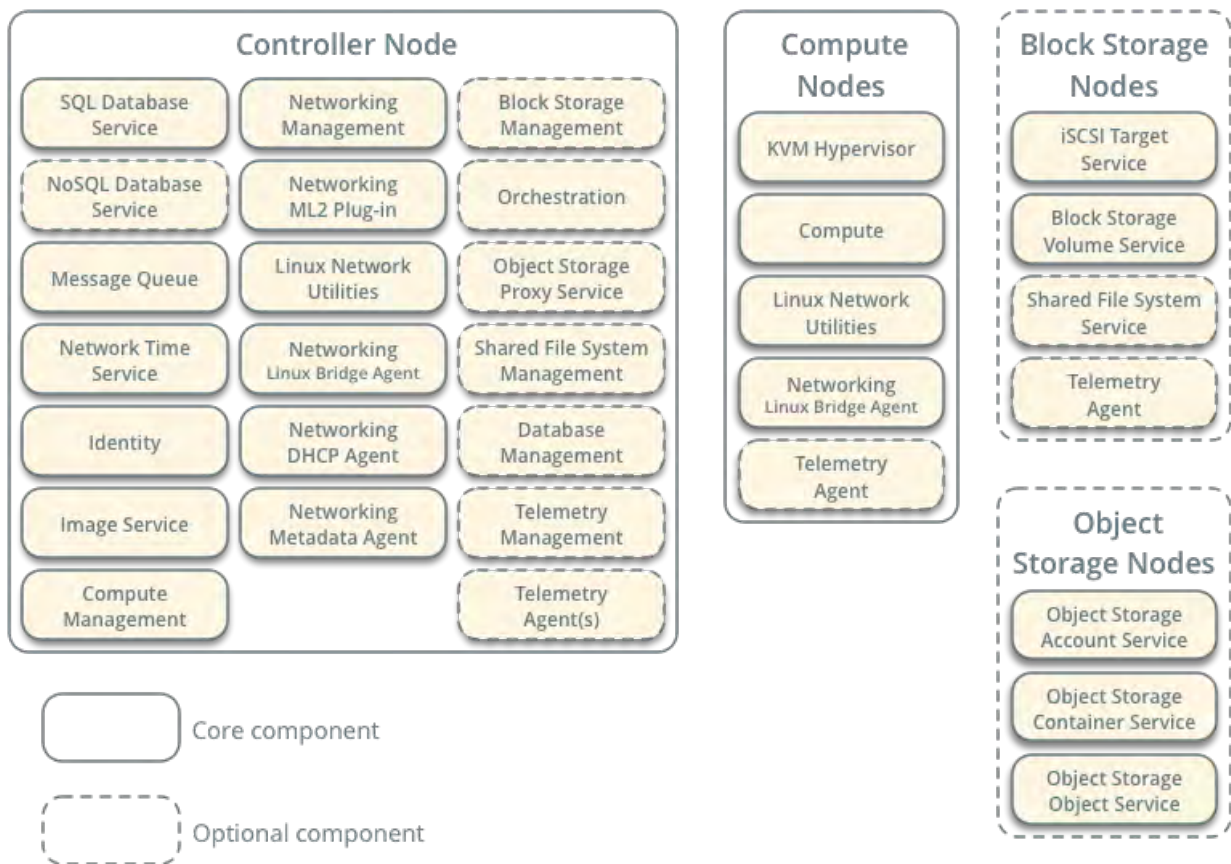 Controller Node
SQL Database
Service
Networking
Management
Block Storage
Management
NoSQL Database
Service
Networking
ML2 Plug-in
Orchestration
Message Queue
Linux Network
Utilities
Object Storage
Proxy Service
Network Time
Service
Networking
Linux Bridge Agent
Shared File System
Management
Identity
Networking
DHCP Agent
Database
Management
Image Service
Networking
Metadata Agent
Telemetry
Management
Compute
Management
Telemetry
Agent(s)
Compute
Nodes
KVM Hypervisor
Compute
Linux Network
Utilities
Networking
Linux Bridge Agent
Telemetry
Agent
Block Storage
Nodes
iSCSI Target
Service
Block Storage
Volume Service
Shared File System
Service
Telemetry
Agent
Object
Storage Nodes
Object Storage
Account Service
Object Storage
Container Service
Object Storage
Object Service
Core component
Optional component